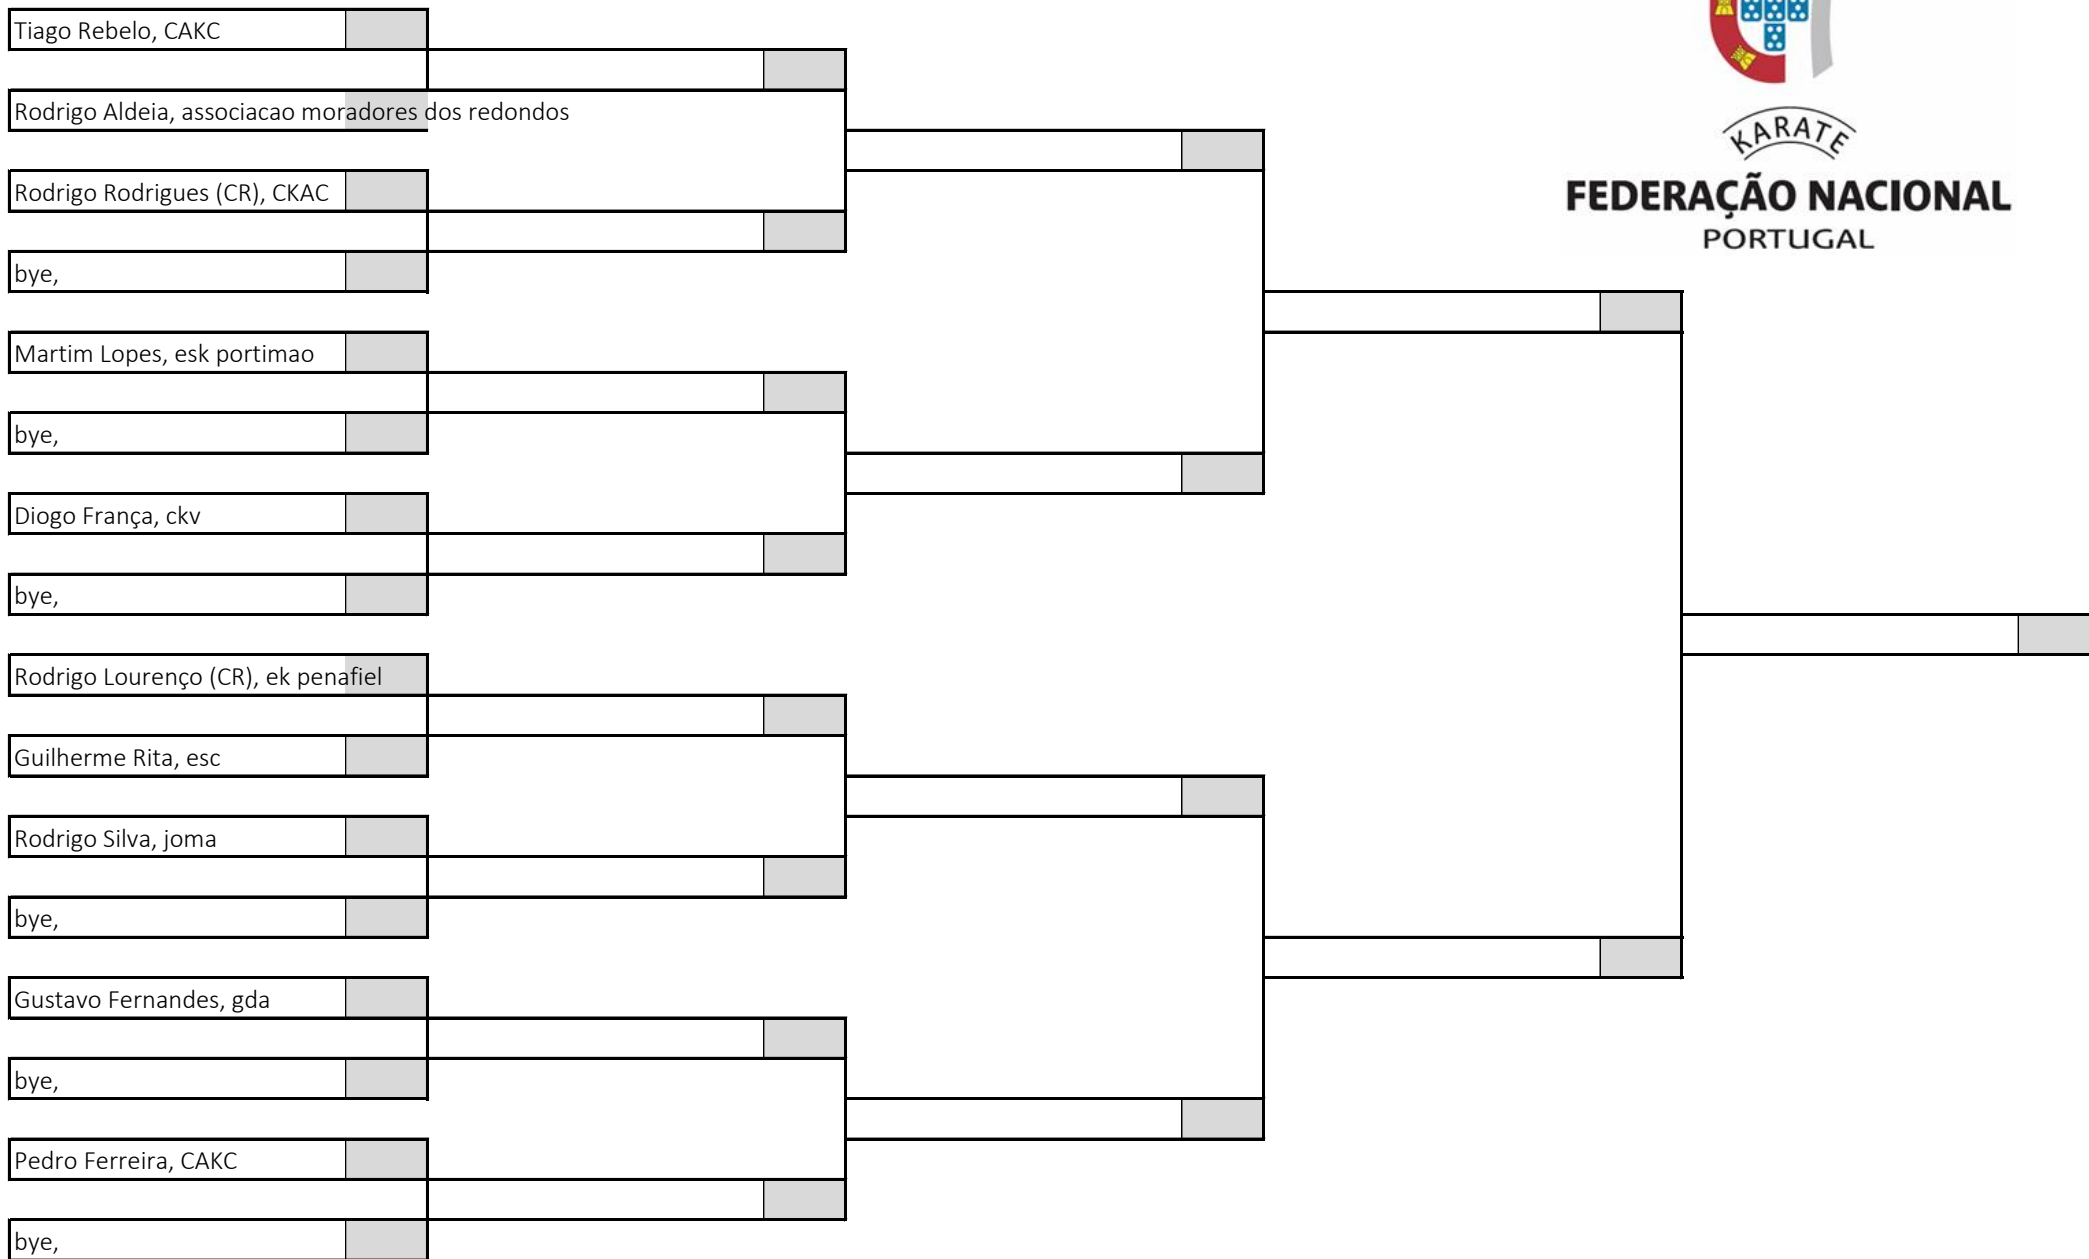 Tiago Rebelo, CAKC
Rodrigo Aldeia, associacao moradores dos redondos
Rodrigo Rodrigues (CR), CKAC
bye,
Martim Lopes, esk portimao
bye,
Diogo França, ckv
bye,
Rodrigo Lourenço (CR), ek penafiel
Guilherme Rita, esc
Rodrigo Silva, joma
bye,
Gustavo Fernandes, gda
bye,
Pedro Ferreira, CAKC
bye,
KARATE
FEDERAÇÃO NACIONAL
PORTUGAL